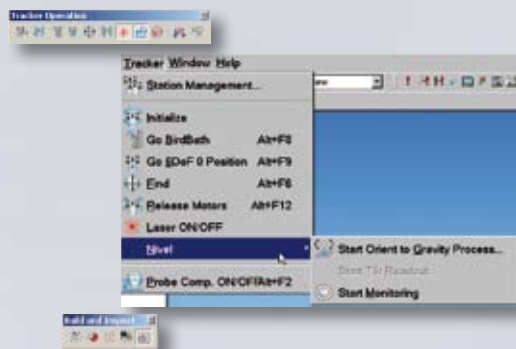 Tracker Operation
Tracker Window Help
Station Management...
Initialize
Go BirdBath Alt+F8
Go 6DoF 0 Position Alt+F9
End Alt+F6
Release Motors Alt+F12
Laser ON/OFF
Nivel
Start Orient to Gravity Process...
Start Tilt Readout
Start Monitoring
Probe Comp. ON/OFF Alt+F2
Build and Inspect